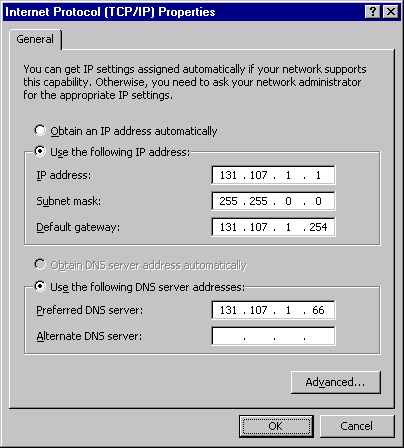 Internet Protocol (TCP/IP) Properties
General
You can get IP settings assigned automatically if your network supports
this capability. Otherwise, you need to ask your network administrator
for the appropriate IP settings.
Obtain an IP address automatically
Use the following IP address:
IP address: 131 . 107 . 1 . 1
Subnet mask: 255 . 255 . 0 . 0
Default gateway: 131 . 107 . 1 . 254
Obtain DNS server address automatically
Use the following DNS server addresses:
Preferred DNS server: 131 . 107 . 1 . 66
Alternate DNS server: . . .
Advanced...
OK Cancel